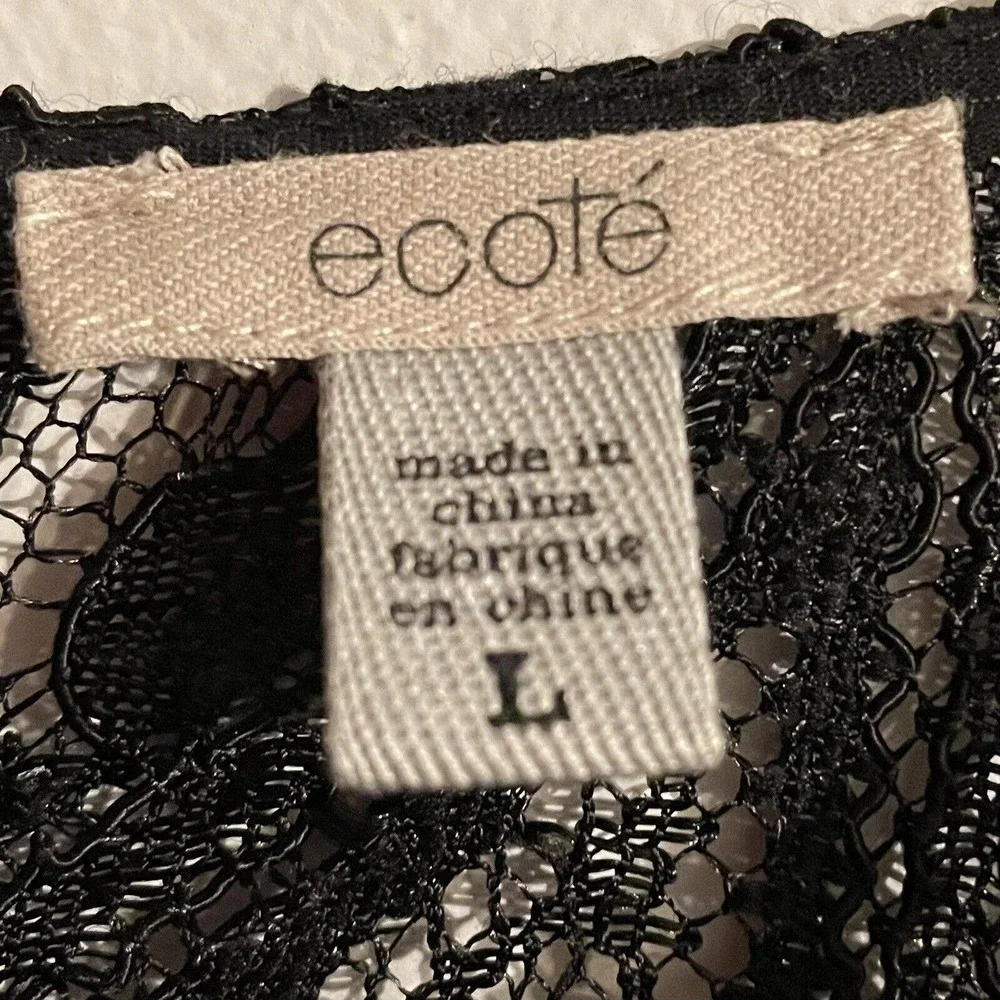 ecoté
made in
china
fabrique
en chine
L